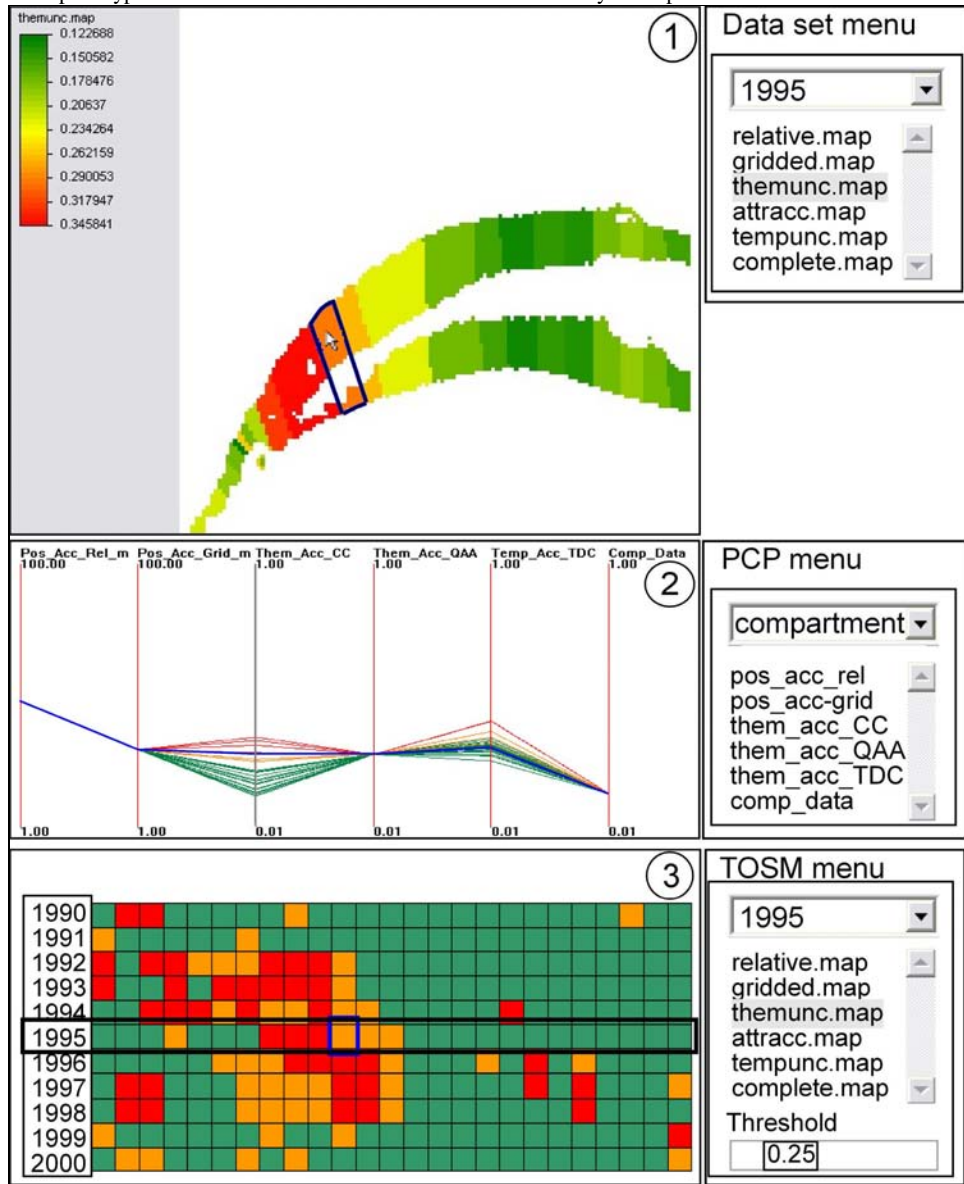 themunc.map
0.122688
0.150582
0.178476
0.20637
0.234264
0.262159
0.290053
0.317947
0.345841
1
Data set menu
1995
relative.map
gridded.map
themunc.map
attracc.map
tempunc.map
complete.map
Pos_Acc_Rel_m Pos_Acc_Grid_m Them_Acc_CC Them_Acc_QAA Temp_Acc_TDC Comp_Data
100.00 100.00 1.00 1.00 1.00 1.00
2
1.00 1.00 0.01 0.01 0.01 0.01
PCP menu
compartment
pos_acc_rel
pos_acc-grid
them_acc_CC
them_acc_QAA
them_acc_TDC
comp_data
3
1990
1991
1992
1993
1994
1995
1996
1997
1998
1999
2000
TOSM menu
1995
relative.map
gridded.map
themunc.map
attracc.map
tempunc.map
complete.map
Threshold
0.25